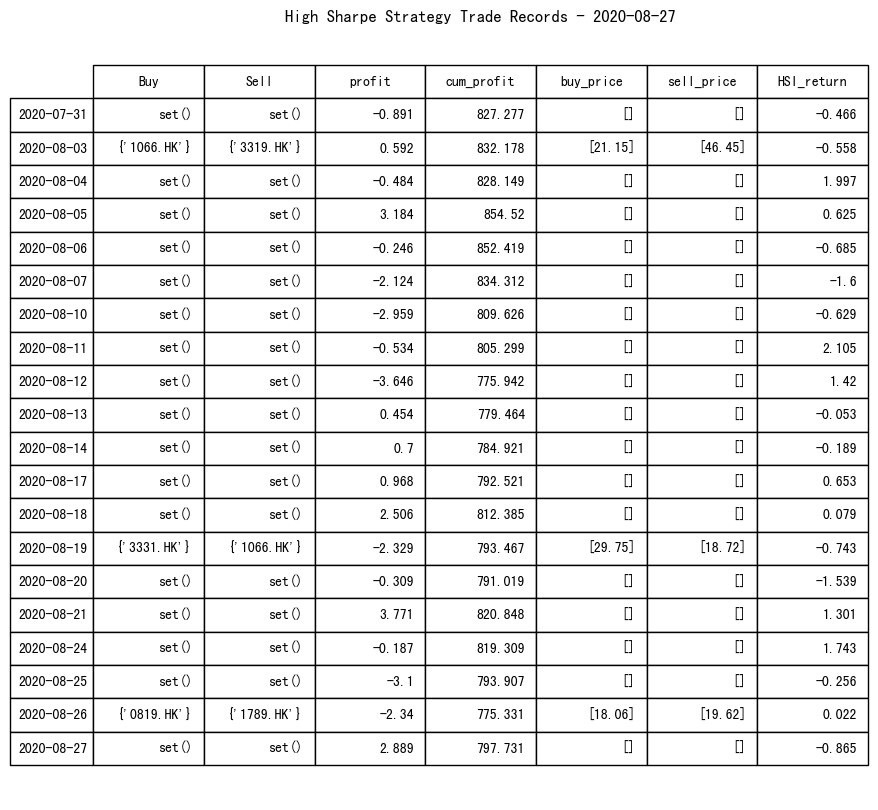 High Sharpe Strategy Trade Records - 2020-08-27
Buy Sell profit cum_profit buy_price sell_price HSI_return
2020-07-31 set() set() -0.891 827.277 [] [] -0.466
2020-08-03 {'1066.HK'} {'3319.HK'} 0.592 832.178 [21.15] [46.45] -0.558
2020-08-04 set() set() -0.484 828.149 [] [] 1.997
2020-08-05 set() set() 3.184 854.52 [] [] 0.625
2020-08-06 set() set() -0.246 852.419 [] [] -0.685
2020-08-07 set() set() -2.124 834.312 [] [] -1.6
2020-08-10 set() set() -2.959 809.626 [] [] -0.629
2020-08-11 set() set() -0.534 805.299 [] [] 2.105
2020-08-12 set() set() -3.646 775.942 [] [] 1.42
2020-08-13 set() set() 0.454 779.464 [] [] -0.053
2020-08-14 set() set() 0.7 784.921 [] [] -0.189
2020-08-17 set() set() 0.968 792.521 [] [] 0.653
2020-08-18 set() set() 2.506 812.385 [] [] 0.079
2020-08-19 {'3331.HK'} {'1066.HK'} -2.329 793.467 [29.75] [18.72] -0.743
2020-08-20 set() set() -0.309 791.019 [] [] -1.539
2020-08-21 set() set() 3.771 820.848 [] [] 1.301
2020-08-24 set() set() -0.187 819.309 [] [] 1.743
2020-08-25 set() set() -3.1 793.907 [] [] -0.256
2020-08-26 {'0819.HK'} {'1789.HK'} -2.34 775.331 [18.06] [19.62] 0.022
2020-08-27 set() set() 2.889 797.731 [] [] -0.865